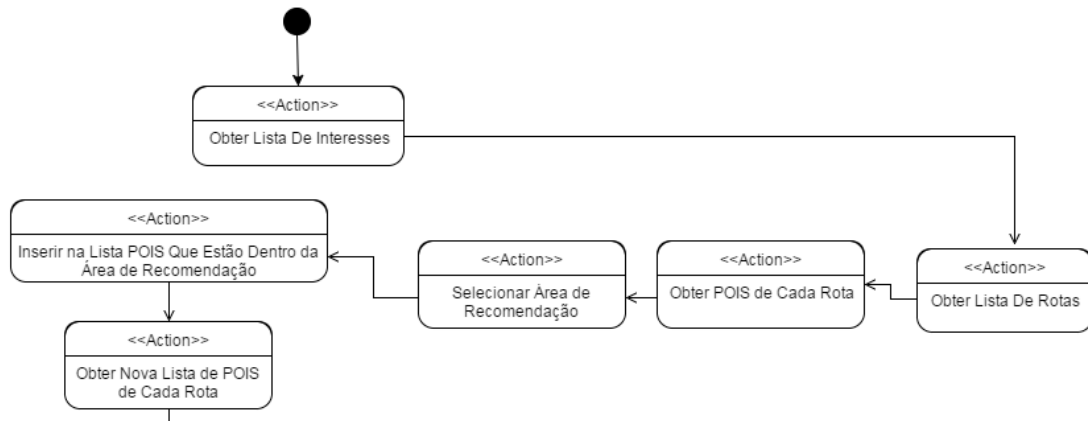 <<Action>>
Obter Lista De Interesses
<<Action>>
Obter Lista De Rotas
<<Action>>
Obter POIS de Cada Rota
<<Action>>
Selecionar Área de
Recomendação
<<Action>>
Inserir na Lista POIS Que Estão Dentro da
Área de Recomendação
<<Action>>
Obter Nova Lista de POIS
de Cada Rota